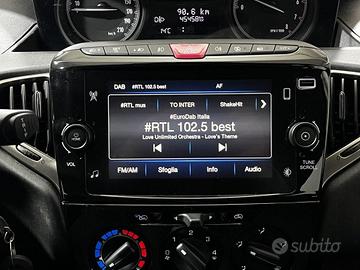 90.6 km
14°C
DAB #RTL 102.5 best AF
#RTL mus TO INTER ShakeHit
#EuroDab Italia
#RTL 102.5 best
Love Unlimited Orchestra - Love's Theme
FM/AM Sfoglia Info Audio
VOL
TUNE
SCROLL
subito